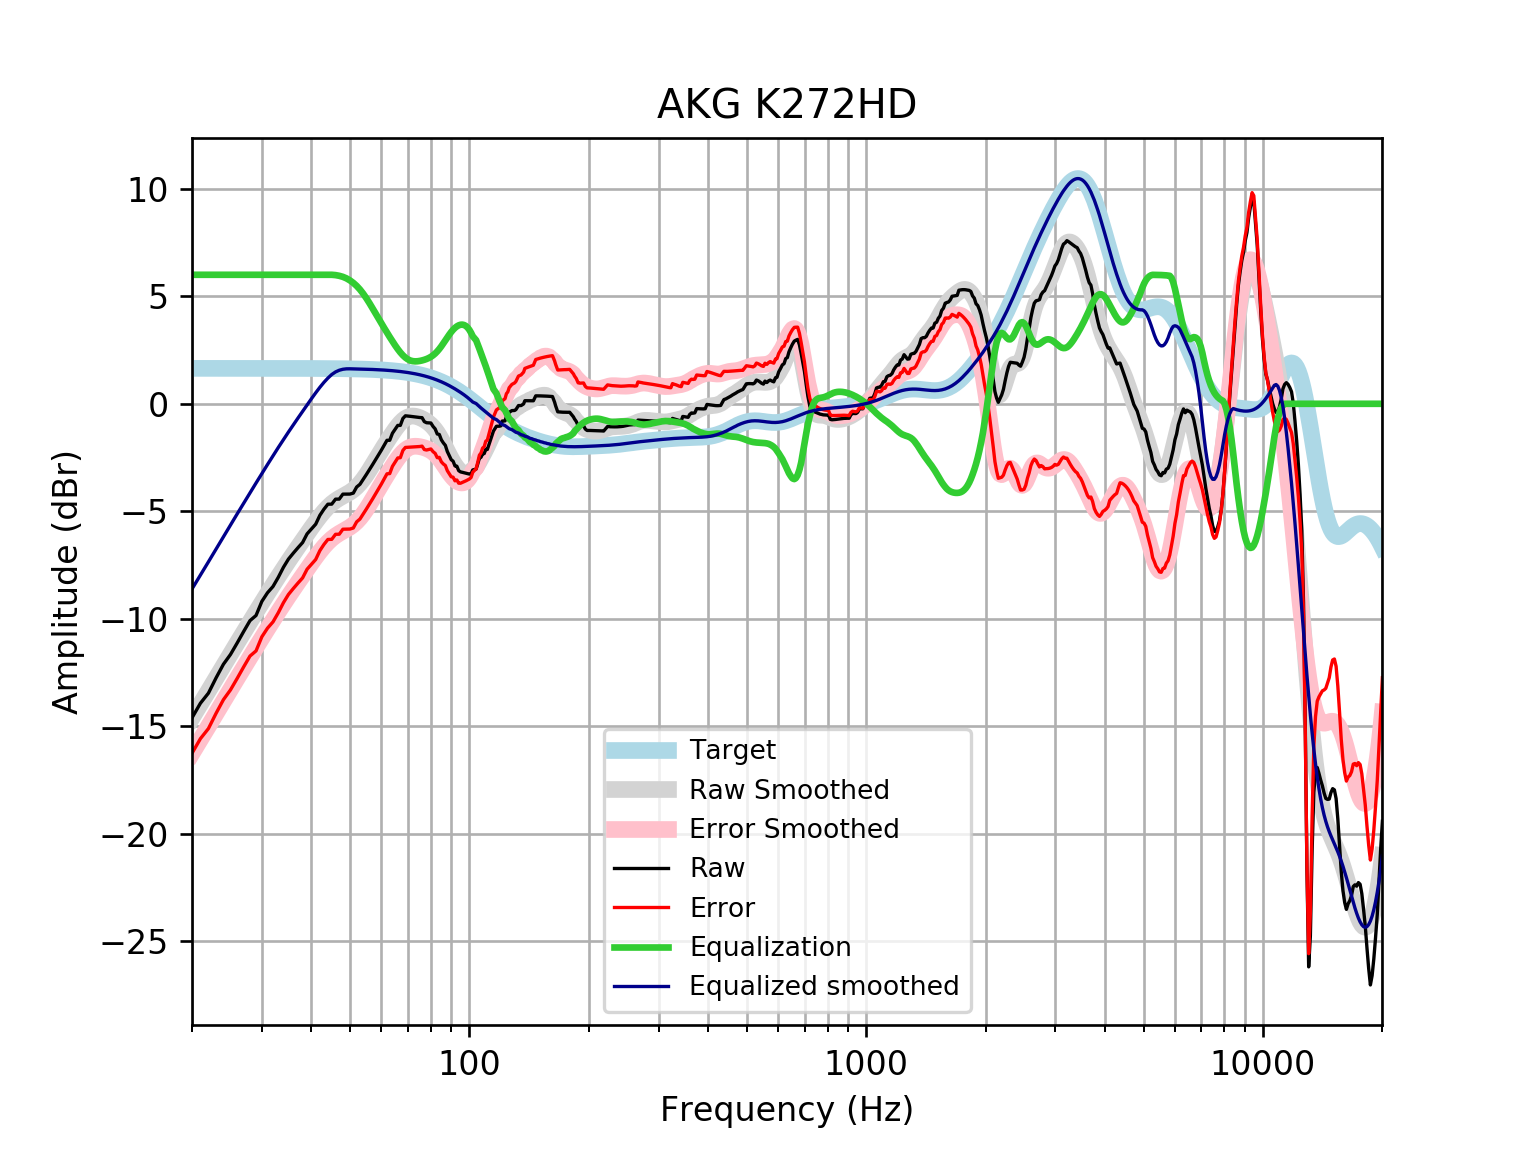 AKG K272HD
Amplitude (dBr)
10
5
0
−5
−10
−15
−20
−25
Target
Raw Smoothed
Error Smoothed
Raw
Error
Equalization
Equalized smoothed
100
1000
10000
Frequency (Hz)